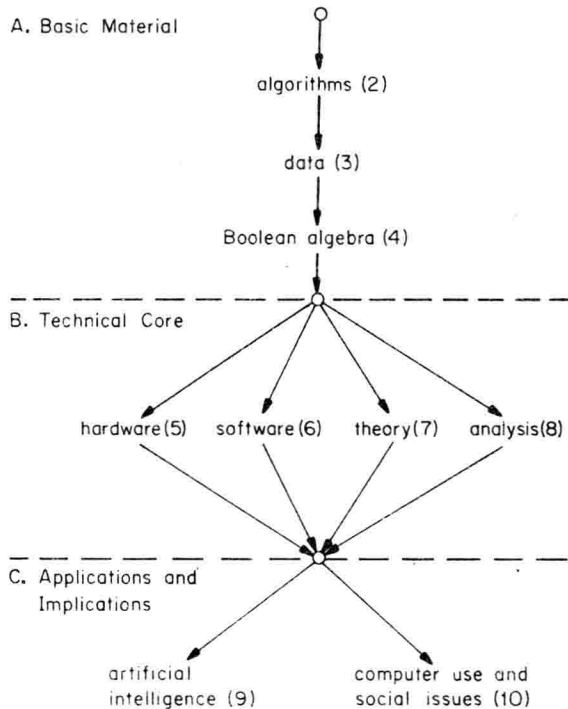 A. Basic Material
algorithms (2)
data (3)
Boolean algebra (4)
B. Technical Core
hardware (5) software (6) theory (7) analysis (8)
C. Applications and
Implications
artificial
intelligence (9)
computer use and
social issues (10)